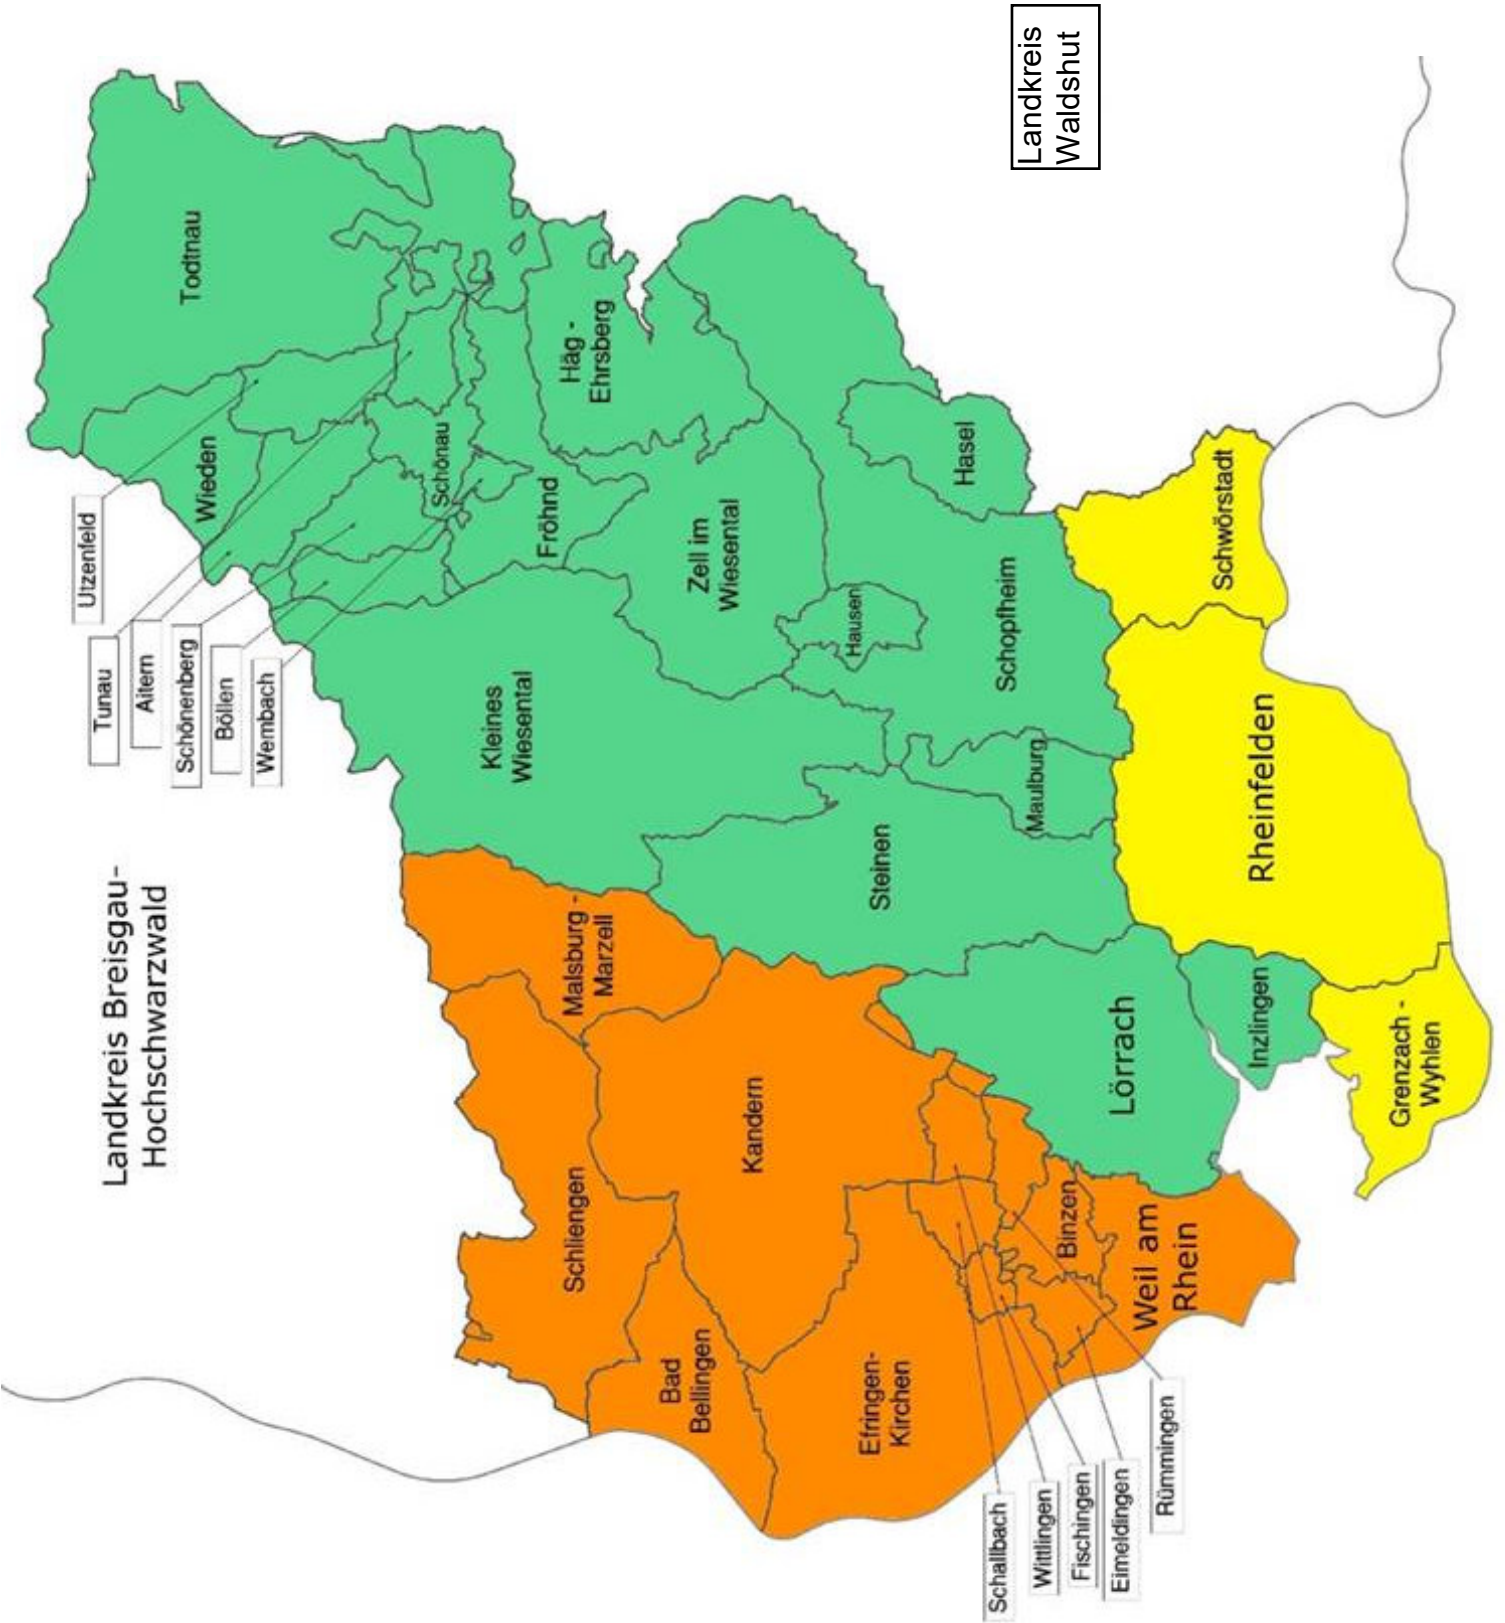 Landkreis Breisgau-
Hochschwarzwald
Landkreis
Waldshut
Utzenfeld
Tunau
Aitern
Schönenberg
Böllen
Wembach
Todtnau
Wieden
Schönau
Fröhnd
Häg -
Ehrsberg
Zell im
Wiesental
Kleines
Wiesental
Hausen
Hasel
Schopfheim
Maulburg
Steinen
Schwörstadt
Rheinfelden
Grenzach -
Wyhlen
Inzlingen
Lörrach
Malsburg -
Marzell
Schliengen
Kandern
Bad
Bellingen
Efringen-
Kirchen
Binzen
Weil am
Rhein
Schallbach
Wittlingen
Fischingen
Eimeldingen
Rümmingen